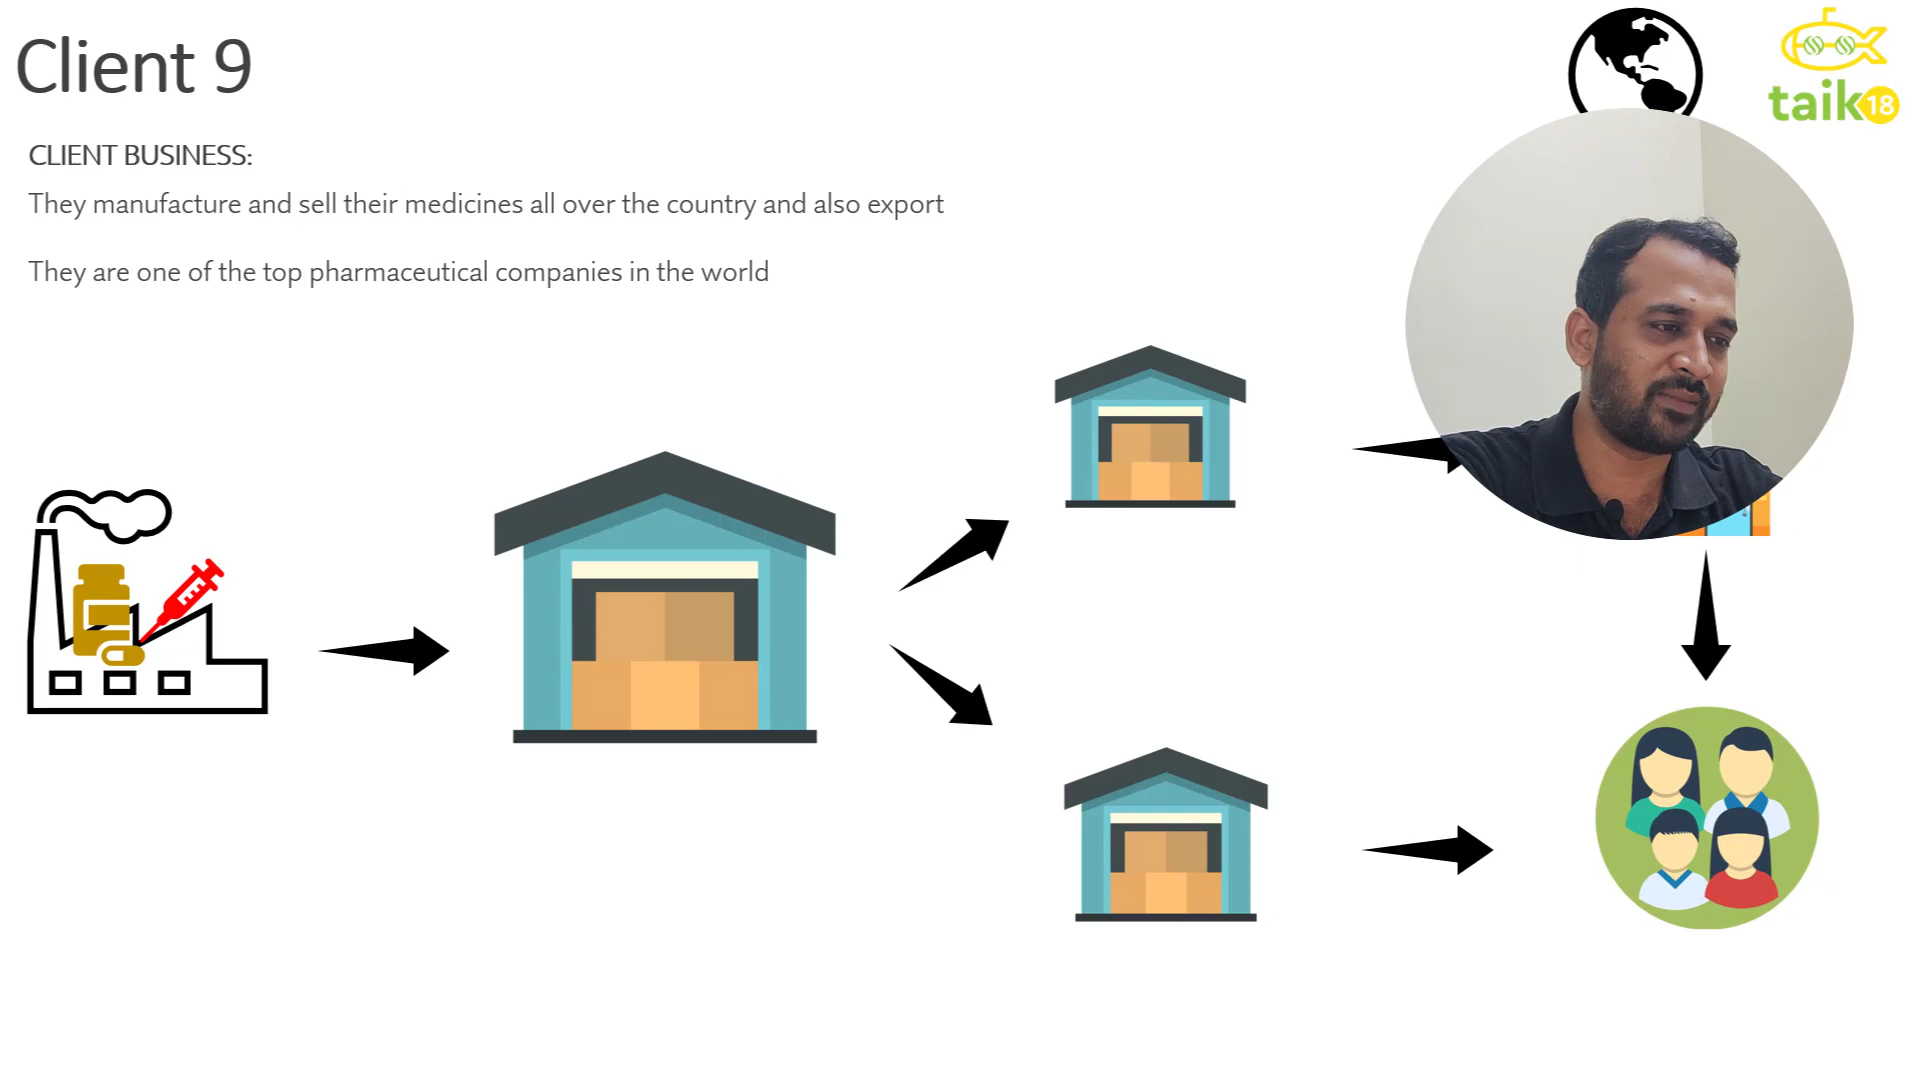 Client 9
taik18
CLIENT BUSINESS:
They manufacture and sell their medicines all over the country and also export
They are one of the top pharmaceutical companies in the world